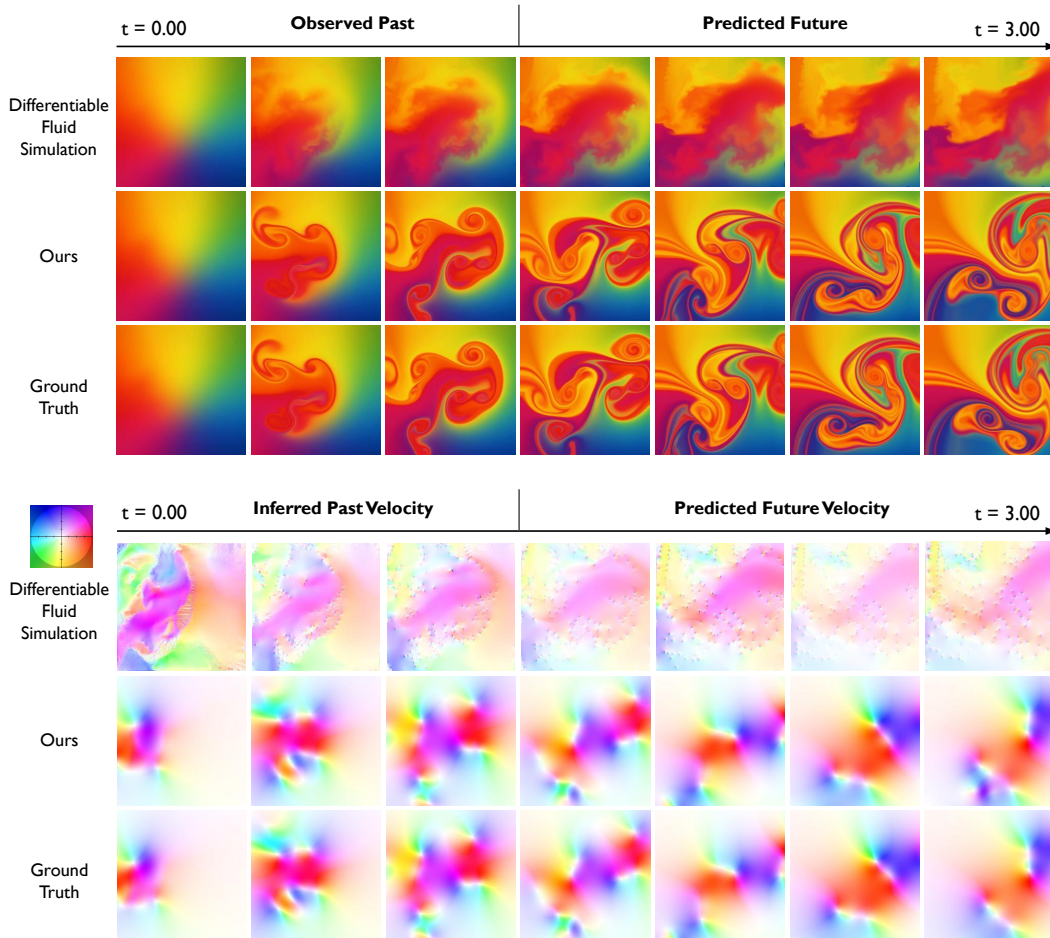 t = 0.00 Observed Past Predicted Future t = 3.00
Differentiable
Fluid
Simulation
Ours
Ground
Truth
t = 0.00 Inferred Past Velocity Predicted Future Velocity t = 3.00
Differentiable
Fluid
Simulation
Ours
Ground
Truth